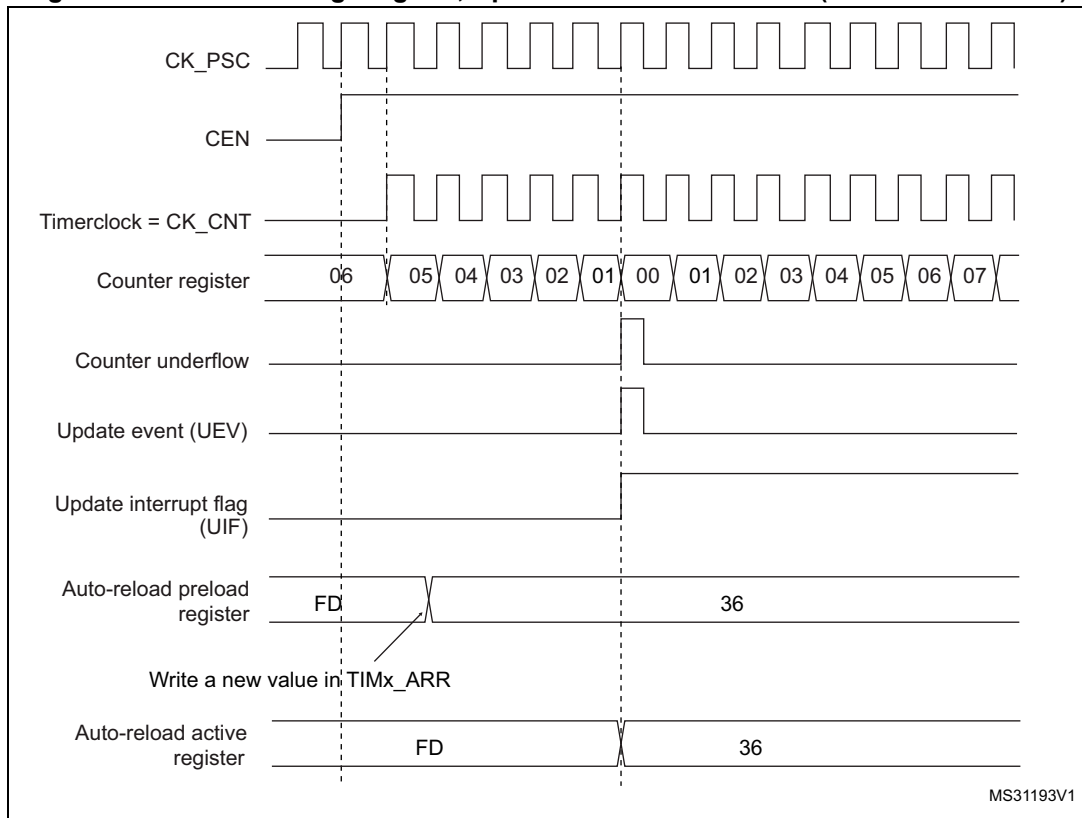 CK_PSC
CEN
Timerclock = CK_CNT
Counter register
06 05 04 03 02 01 00 01 02 03 04 05 06 07
Counter underflow
Update event (UEV)
Update interrupt flag
(UIF)
Auto-reload preload
register
FD 36
Write a new value in TIMx_ARR
Auto-reload active
register
FD 36
MS31193V1